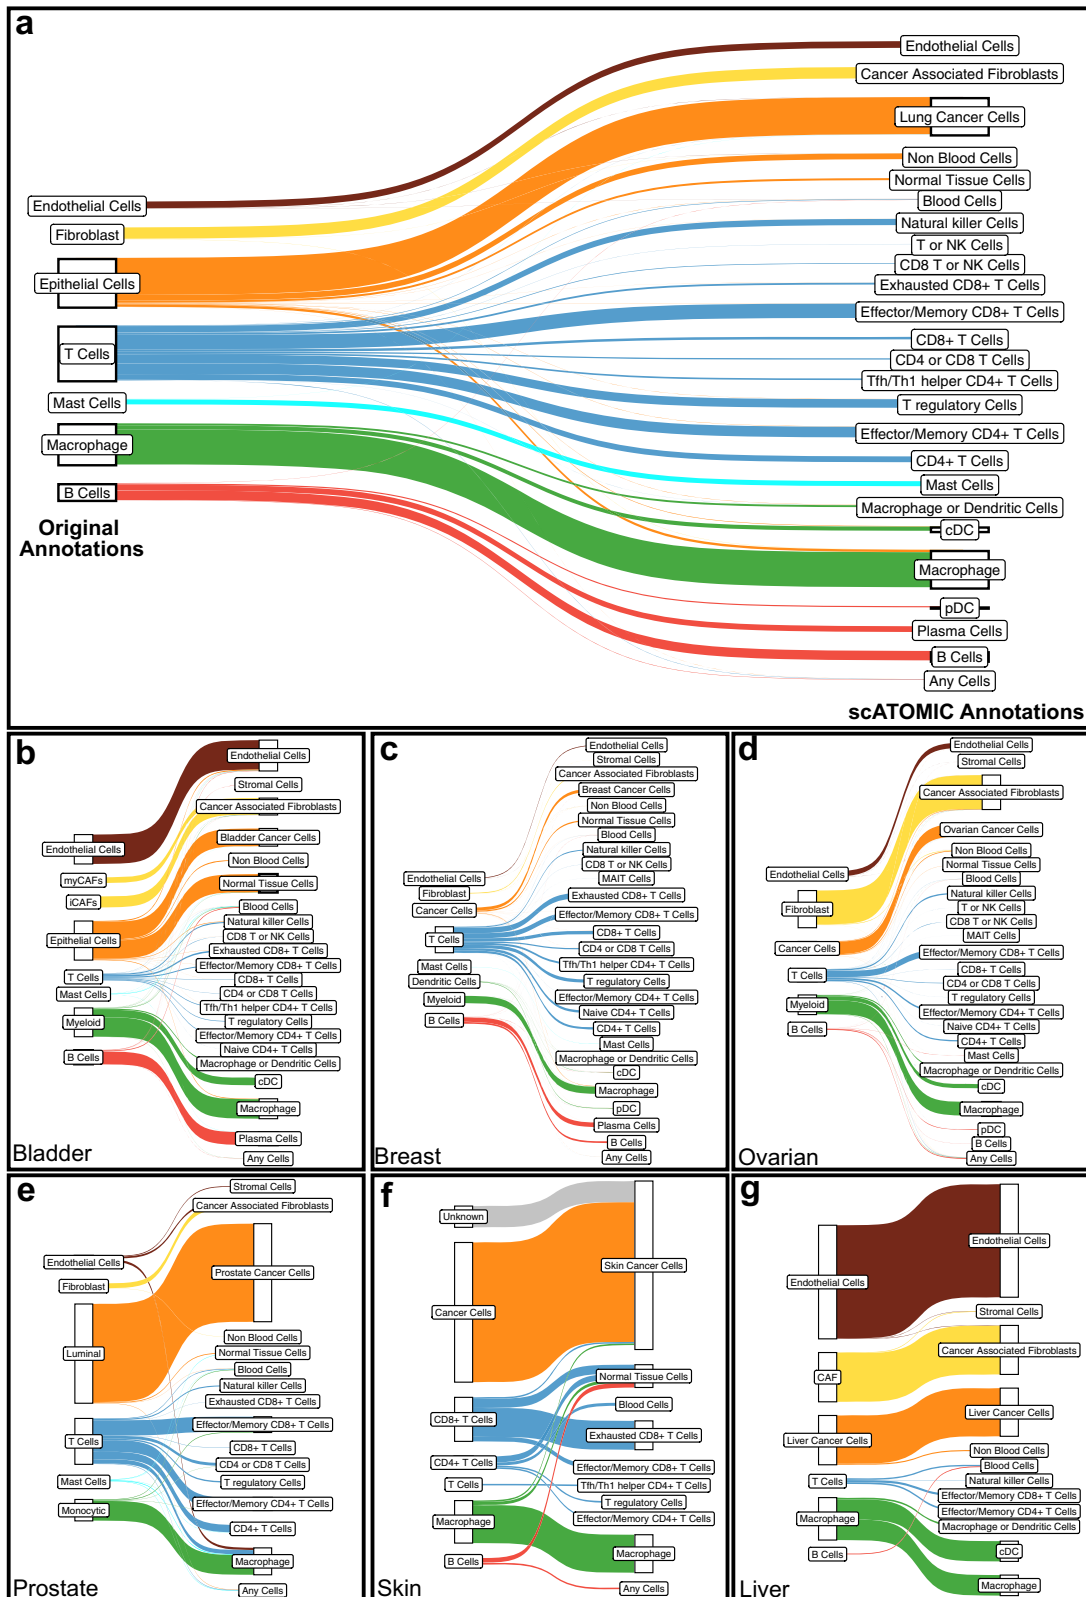 a
Endothelial Cells
Fibroblast
Epithelial Cells
T Cells
Mast Cells
Macrophage
B Cells
Original
Annotations
Endothelial Cells
Cancer Associated Fibroblasts
Lung Cancer Cells
Non Blood Cells
Normal Tissue Cells
Blood Cells
Natural killer Cells
T or NK Cells
CD8 T or NK Cells
Exhausted CD8+ T Cells
Effector/Memory CD8+ T Cells
CD8+ T Cells
CD4 or CD8 T Cells
Tfh/Th1 helper CD4+ T Cells
T regulatory Cells
Effector/Memory CD4+ T Cells
CD4+ T Cells
Mast Cells
Macrophage or Dendritic Cells
cDC
Macrophage
pDC
Plasma Cells
B Cells
Any Cells
scATOMIC Annotations
b
Endothelial Cells
myCAFs
iCAFs
Epithelial Cells
T Cells
Mast Cells
Myeloid
B Cells
Endothelial Cells
Stromal Cells
Cancer Associated Fibroblasts
Bladder Cancer Cells
Non Blood Cells
Normal Tissue Cells
Blood Cells
Natural killer Cells
CD8 T or NK Cells
Exhausted CD8+ T Cells
Effector/Memory CD8+ T Cells
CD8+ T Cells
CD4 or CD8 T Cells
Tfh/Th1 helper CD4+ T Cells
T regulatory Cells
Effector/Memory CD4+ T Cells
Naive CD4+ T Cells
Macrophage or Dendritic Cells
cDC
Macrophage
Plasma Cells
Any Cells
Bladder
c
Endothelial Cells
Fibroblast
Cancer Cells
T Cells
Mast Cells
Dendritic Cells
Myeloid
B Cells
Endothelial Cells
Stromal Cells
Cancer Associated Fibroblasts
Breast Cancer Cells
Non Blood Cells
Normal Tissue Cells
Blood Cells
Natural killer Cells
CD8 T or NK Cells
MAIT Cells
Exhausted CD8+ T Cells
Effector/Memory CD8+ T Cells
CD8+ T Cells
CD4 or CD8 T Cells
Tfh/Th1 helper CD4+ T Cells
T regulatory Cells
Effector/Memory CD4+ T Cells
Naive CD4+ T Cells
CD4+ T Cells
Mast Cells
Macrophage or Dendritic Cells
cDC
Macrophage
pDC
Plasma Cells
B Cells
Any Cells
Breast
d
Endothelial Cells
Fibroblast
Cancer Cells
T Cells
Myeloid
B Cells
Endothelial Cells
Stromal Cells
Cancer Associated Fibroblasts
Ovarian Cancer Cells
Non Blood Cells
Normal Tissue Cells
Blood Cells
Natural killer Cells
T or NK Cells
CD8 T or NK Cells
MAIT Cells
Effector/Memory CD8+ T Cells
CD8+ T Cells
CD4 or CD8 T Cells
T regulatory Cells
Effector/Memory CD4+ T Cells
Naive CD4+ T Cells
CD4+ T Cells
Mast Cells
Macrophage or Dendritic Cells
cDC
Macrophage
pDC
B Cells
Any Cells
Ovarian
e
Endothelial Cells
Fibroblast
Luminal
T Cells
Mast Cells
Monocytic
Stromal Cells
Cancer Associated Fibroblasts
Prostate Cancer Cells
Non Blood Cells
Normal Tissue Cells
Blood Cells
Natural killer Cells
Exhausted CD8+ T Cells
Effector/Memory CD8+ T Cells
CD8+ T Cells
CD4 or CD8 T Cells
T regulatory Cells
Effector/Memory CD4+ T Cells
CD4+ T Cells
Macrophage
Any Cells
Prostate
f
Unknown
Cancer Cells
CD8+ T Cells
CD4+ T Cells
T Cells
Macrophage
B Cells
Skin Cancer Cells
Normal Tissue Cells
Blood Cells
Exhausted CD8+ T Cells
Effector/Memory CD8+ T Cells
Tfh/Th1 helper CD4+ T Cells
T regulatory Cells
Effector/Memory CD4+ T Cells
Macrophage
Any Cells
Skin
g
Endothelial Cells
CAF
Liver Cancer Cells
T Cells
Macrophage
B Cells
Endothelial Cells
Stromal Cells
Cancer Associated Fibroblasts
Liver Cancer Cells
Non Blood Cells
Blood Cells
Natural killer Cells
Effector/Memory CD8+ T Cells
Effector/Memory CD4+ T Cells
Macrophage or Dendritic Cells
cDC
Macrophage
Liver